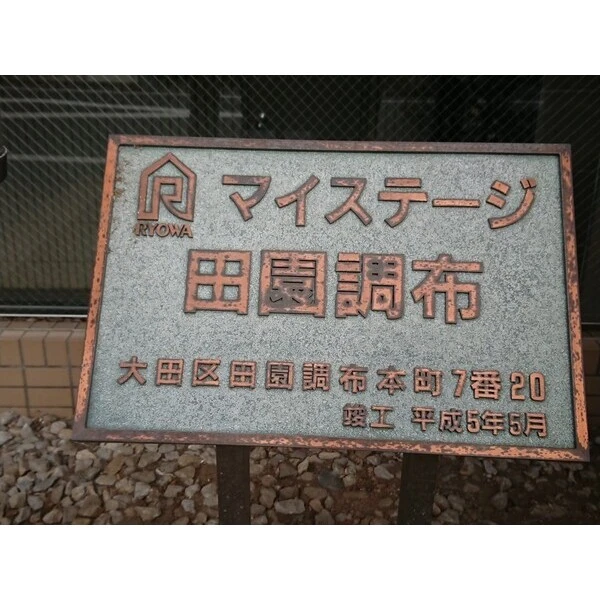 RYOWA
マイステージ
田園調布
大田区田園調布本町7番20
竣工 平成5年5月